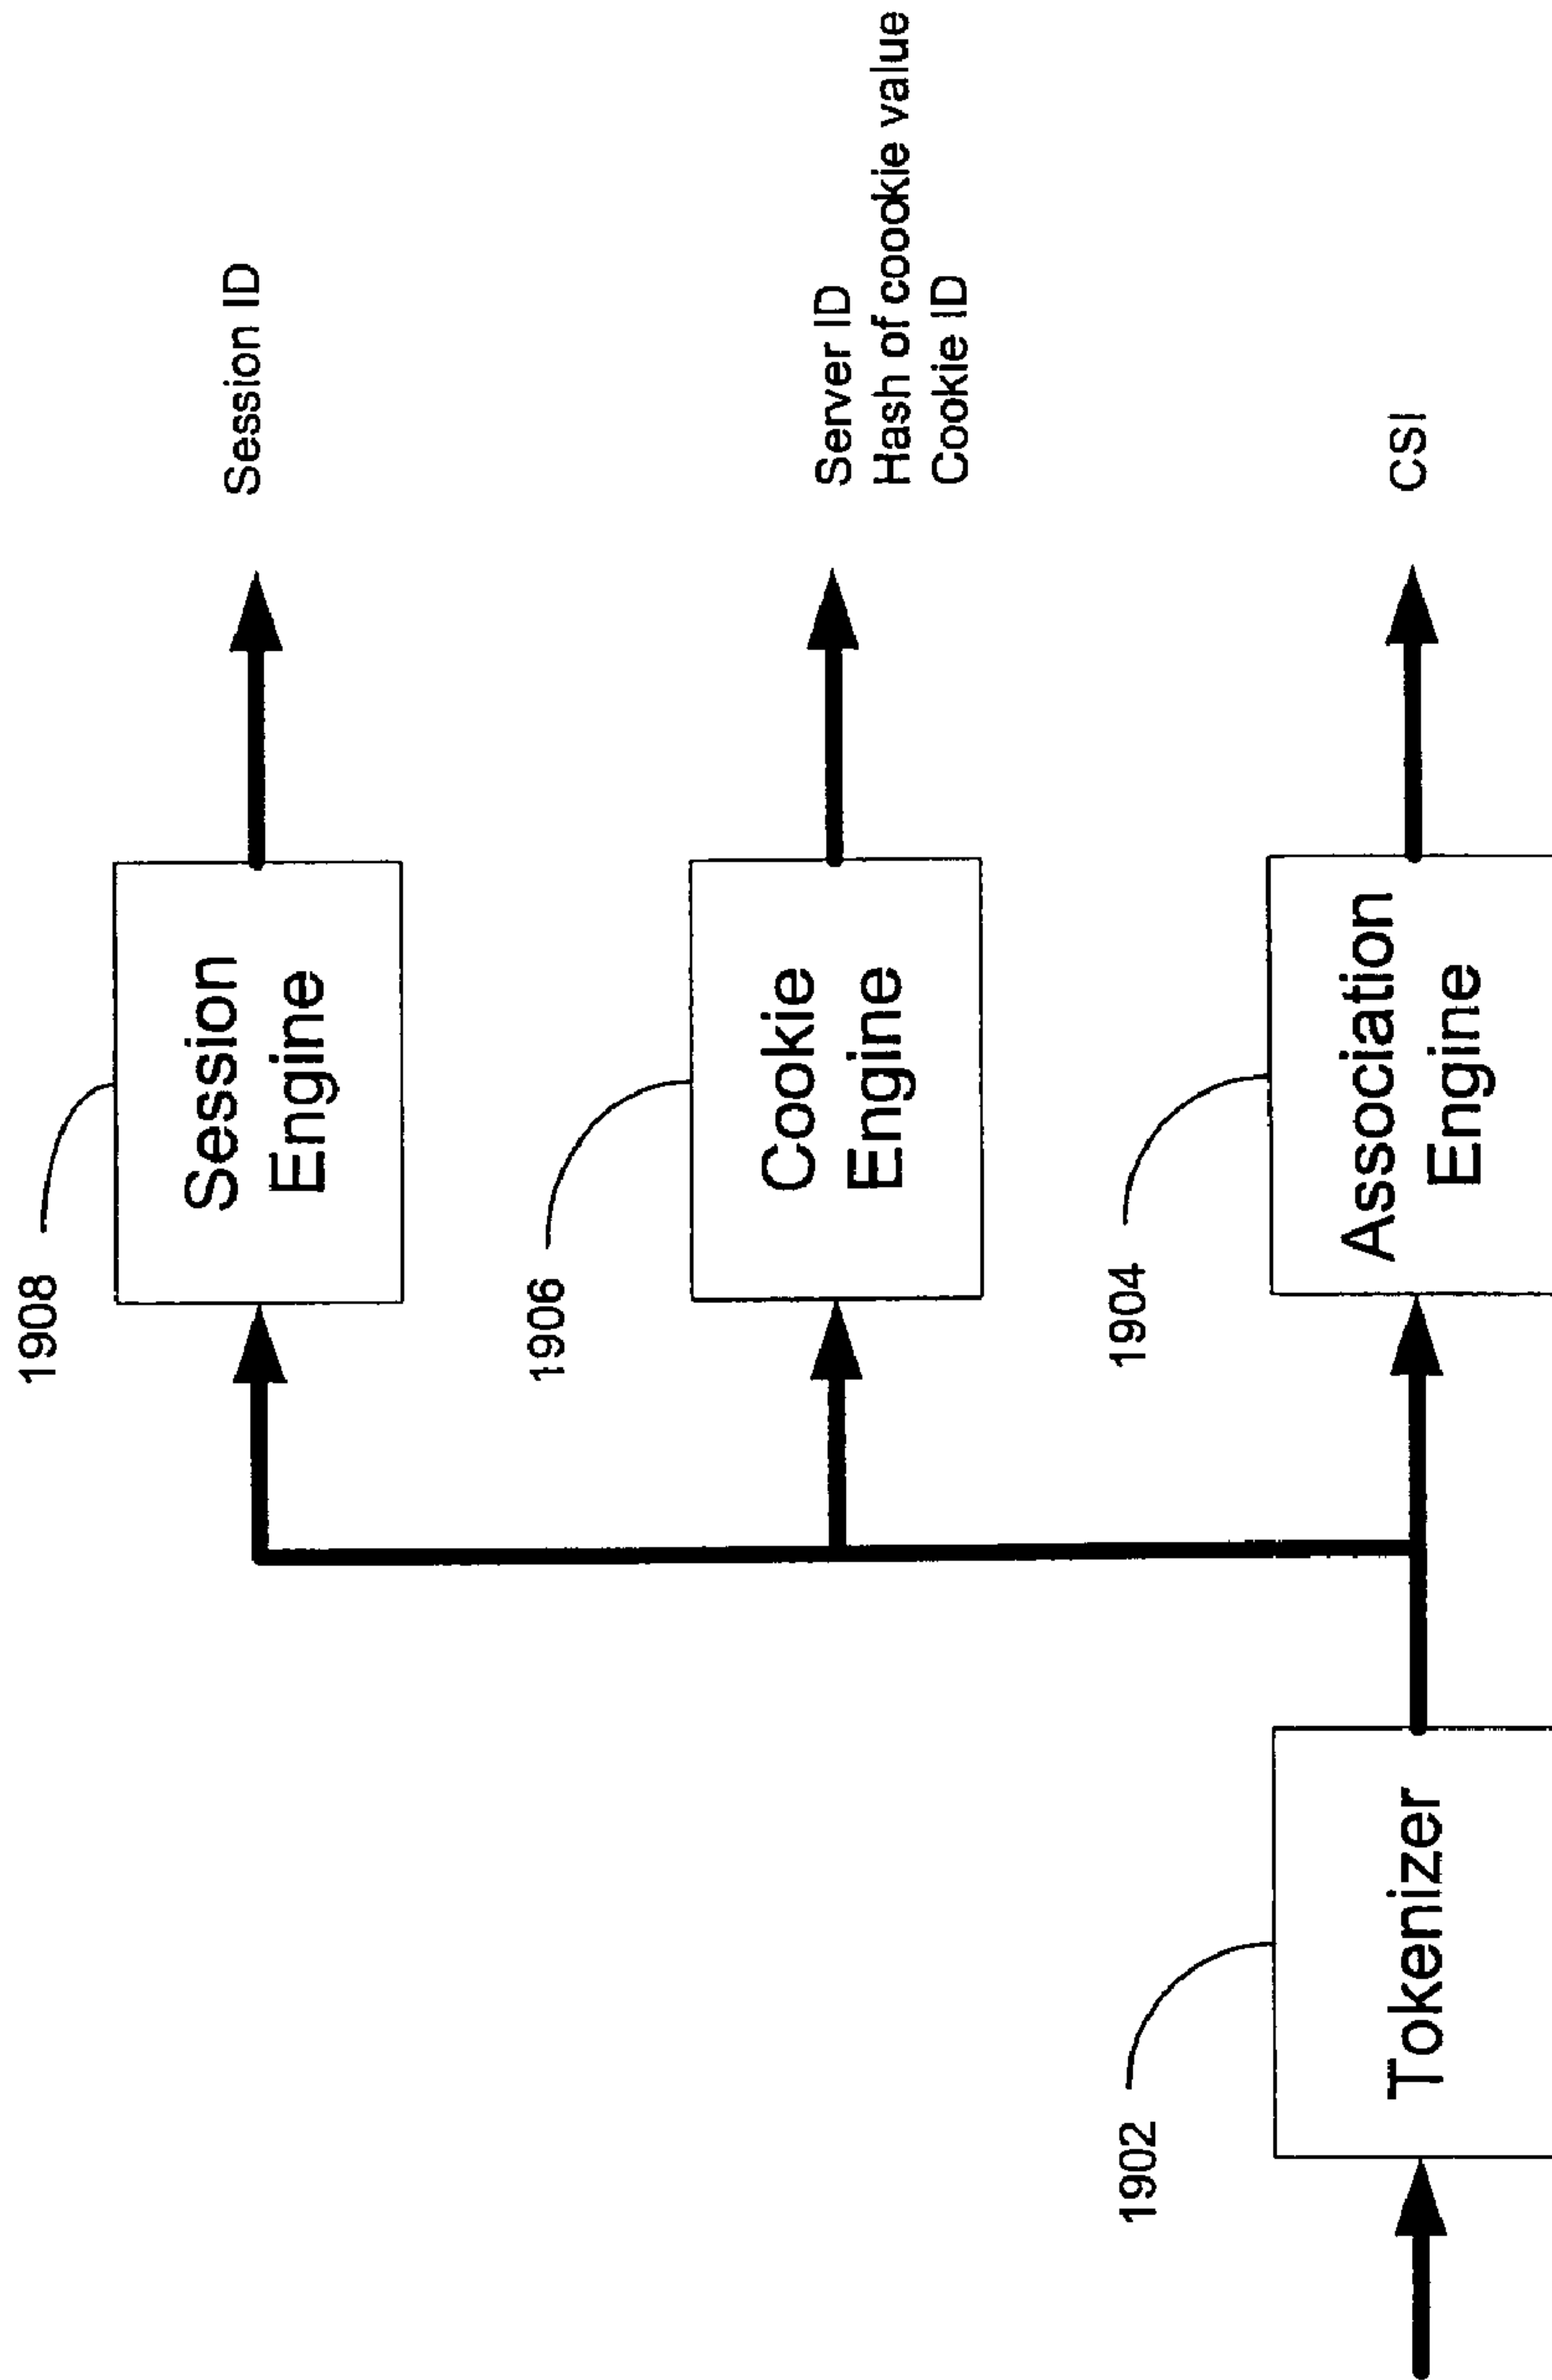 1908
Session
Engine
Session ID
1906
Cookie
Engine
Server ID
Hash of cookie value
Cookie ID
1902
Tokenizer
1904
Association
Engine
CSI